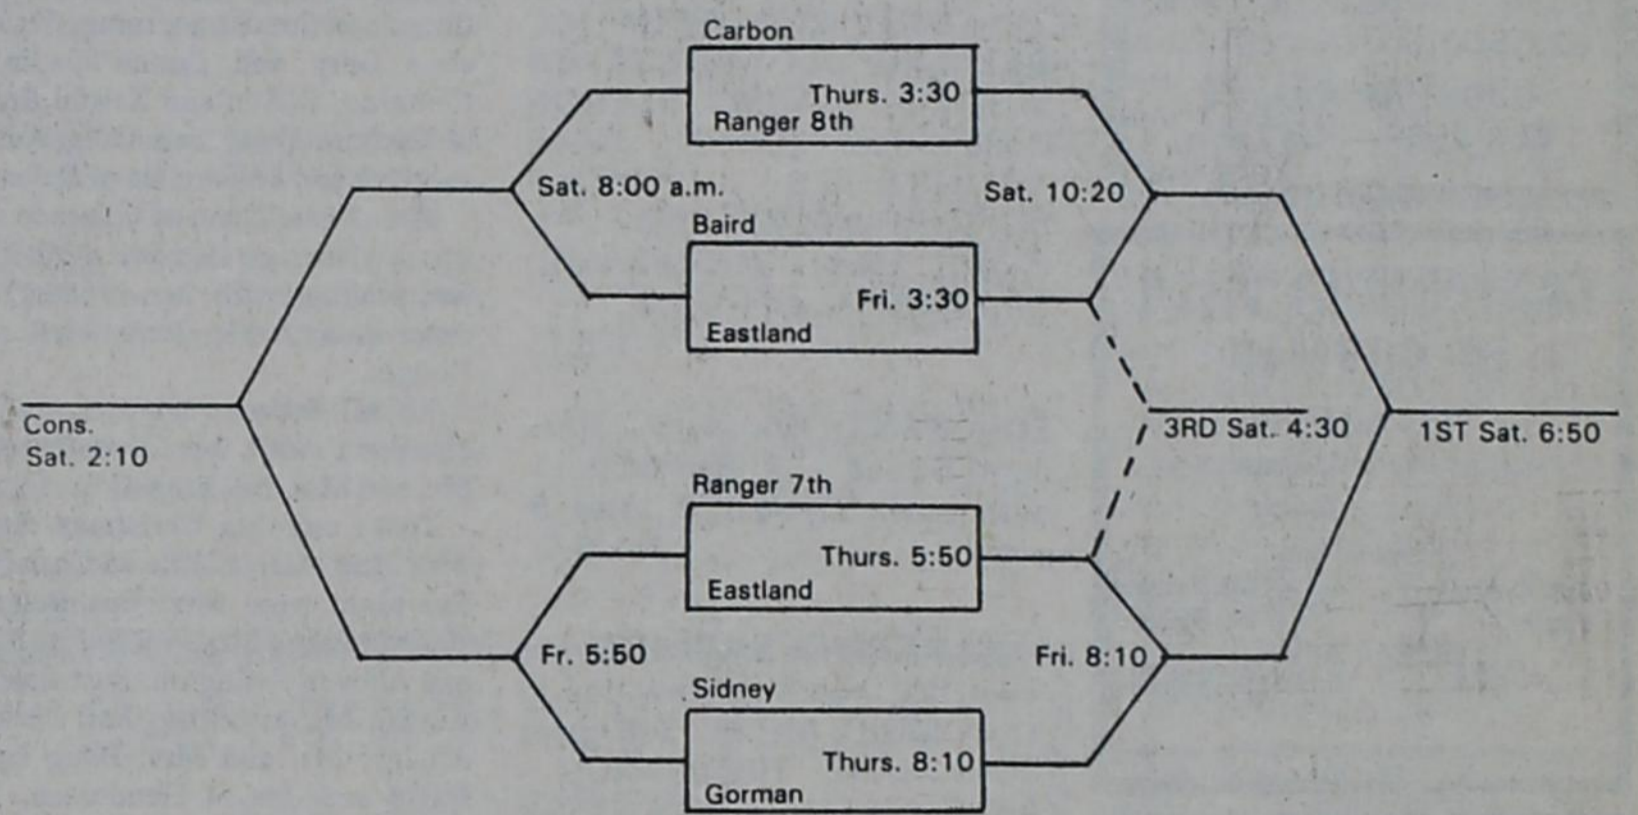 Carbon
Thurs. 3:30
Ranger 8th
Sat. 8:00 a.m.
Sat. 10:20
Baird
Fri. 3:30
Eastland
Cons.
Sat. 2:10
3RD Sat. 4:30
1ST Sat. 6:50
Ranger 7th
Thurs. 5:50
Eastland
Fr. 5:50
Fri. 8:10
Sidney
Thurs. 8:10
Gorman